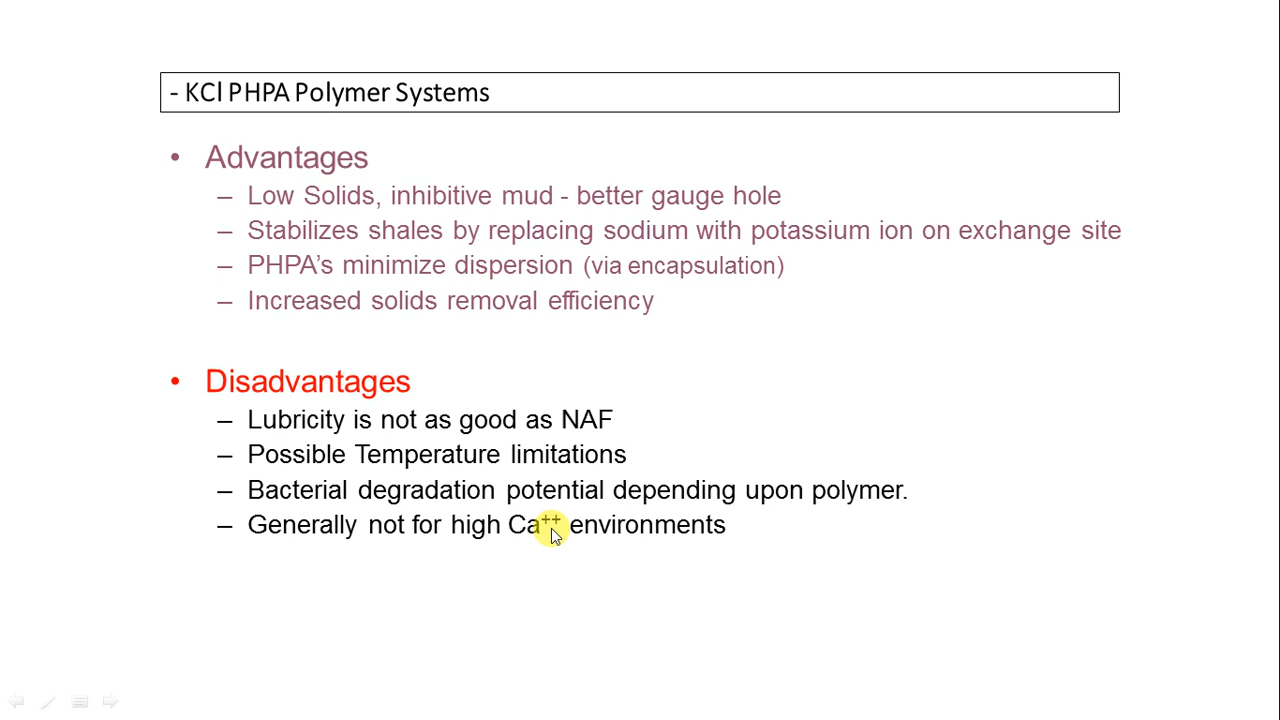 - KCl PHPA Polymer Systems
• Advantages
– Low Solids, inhibitive mud - better gauge hole
– Stabilizes shales by replacing sodium with potassium ion on exchange site
– PHPA’s minimize dispersion (via encapsulation)
– Increased solids removal efficiency
• Disadvantages
– Lubricity is not as good as NAF
– Possible Temperature limitations
– Bacterial degradation potential depending upon polymer.
– Generally not for high Ca⁺⁺ environments